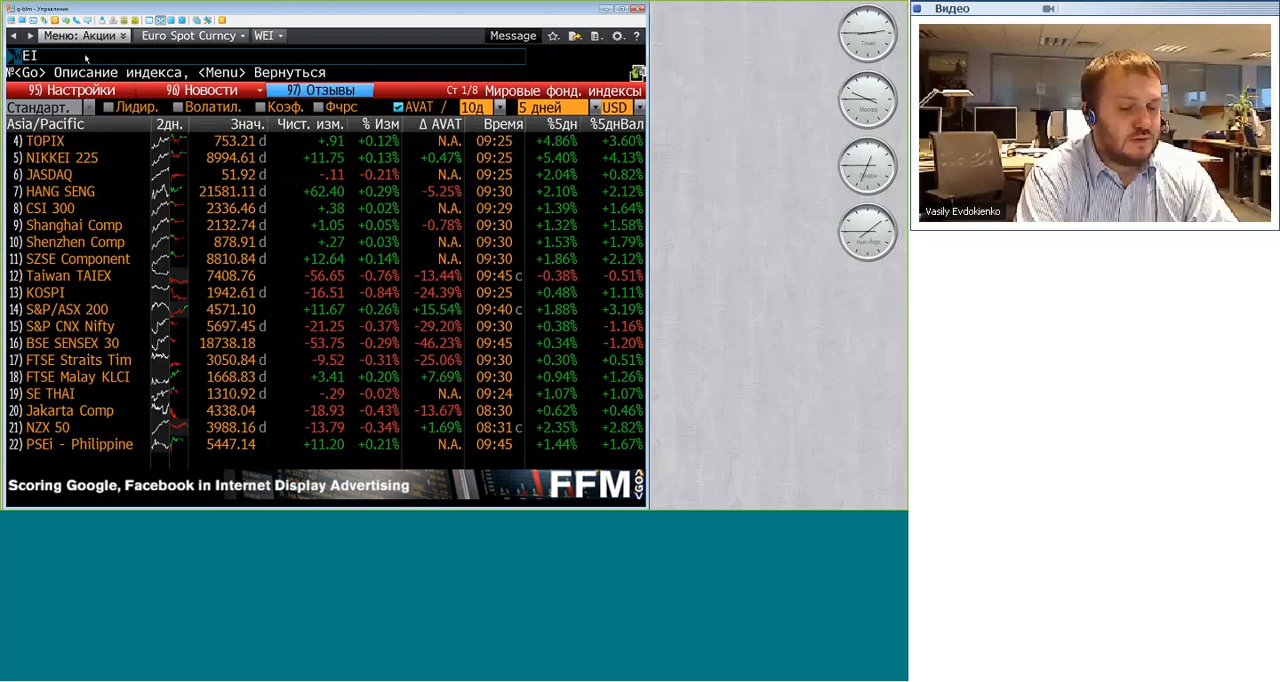 q-blm - Управление
Видео
Меню: Акции
Euro Spot Curncy
WEI
Message
?
WEI
№<Go> Описание индекса, <Menu> Вернуться
95) Настройки 96) Новости 97) Отзывы Ст 1/8 Мировые фонд. индексы
Стандарт. Лидир. Волатил. Коэф. Фчрс AVAT / 10д 5 дней USD
Asia/Pacific 2дн. Знач. Чист. изм. % Изм Δ AVAT Время %5дн %5днВал
4) TOPIX 753.21 d +.91 +0.12% N.A. 09:25 +4.86% +3.60%
5) NIKKEI 225 8994.61 d +11.75 +0.13% +0.47% 09:25 +5.40% +4.13%
6) JASDAQ 51.92 d -.11 -0.21% N.A. 09:25 +2.04% +0.82%
7) HANG SENG 21581.11 d +62.40 +0.29% -5.25% 09:30 +2.10% +2.12%
8) CSI 300 2336.46 d +.38 +0.02% N.A. 09:29 +1.39% +1.64%
9) Shanghai Comp 2132.74 d +1.05 +0.05% -0.78% 09:30 +1.32% +1.58%
10) Shenzhen Comp 878.91 d +.27 +0.03% N.A. 09:30 +1.53% +1.79%
11) SZSE Component 8810.84 d +12.64 +0.14% N.A. 09:30 +1.86% +2.12%
12) Taiwan TAIEX 7408.76 -56.65 -0.76% -13.44% 09:45 c -0.38% -0.51%
13) KOSPI 1942.61 d -16.51 -0.84% -24.39% 09:25 +0.48% +1.11%
14) S&P/ASX 200 4571.10 +11.67 +0.26% +15.54% 09:40 c +1.88% +3.19%
15) S&P CNX Nifty 5697.45 d -21.25 -0.37% -29.20% 09:30 +0.38% -1.16%
16) BSE SENSEX 30 18738.18 -53.75 -0.29% -46.23% 09:45 +0.34% -1.20%
17) FTSE Straits Tim 3050.84 d -9.52 -0.31% -25.06% 09:30 +0.30% +0.51%
18) FTSE Malay KLCI 1668.83 d +3.41 +0.20% +7.69% 09:30 +0.94% +1.26%
19) SE THAI 1310.92 d -.29 -0.02% N.A. 09:24 +1.07% +1.07%
20) Jakarta Comp 4338.04 -18.93 -0.43% -13.67% 08:30 +0.62% +0.46%
21) NZX 50 3988.16 d -13.79 -0.34% +1.69% 08:31 c +2.35% +2.82%
22) PSEi - Philippine 5447.14 +11.20 +0.21% N.A. 09:45 +1.44% +1.67%
Scoring Google, Facebook in Internet Display Advertising
FFM <GO>
Токио
Москва
Лондон
Нью-Йорк
Vasily Evdokienko